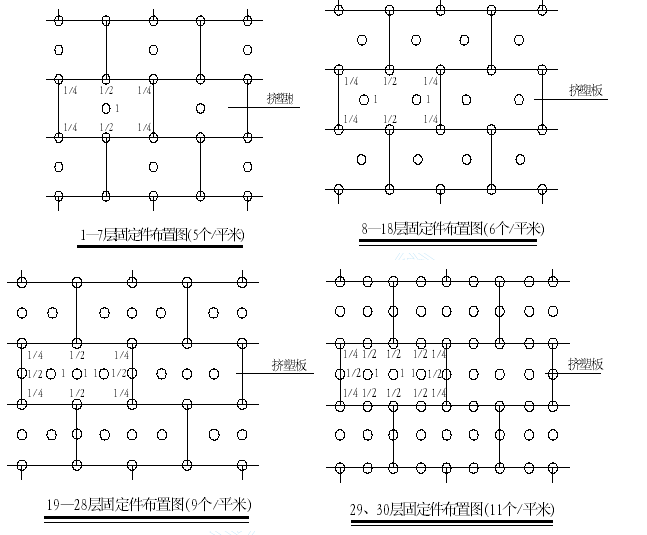 1/4 1/2 1/4
1
1/4 1/2 1/4
挤塑板
1—7层固定件布置图(5个/平米)
1/4 1/2 1/4
1 1
1/4 1/2 1/4
挤塑板
8—18层固定件布置图(6个/平米)
1/4 1/2 1/4
1/2 1 1 1 1/2
1/4 1/2 1/4
挤塑板
19—28层固定件布置图(9个/平米)
1/4 1/2 1/2 1/2 1/4
1/2 1 1 1 1/2
1/4 1/2 1/2 1/2 1/4
挤塑板
29、30层固定件布置图(11个/平米)